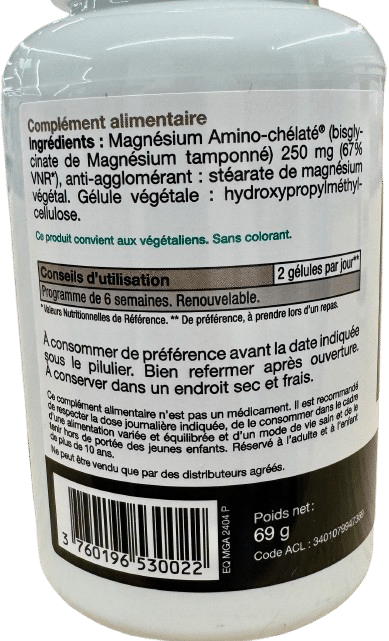 Complément alimentaire
Ingrédients : Magnésium Amino-chélaté® (bisgly-
cinate de Magnésium tamponné) 250 mg (67%
VNR*), anti-agglomérant : stéarate de magnésium
végétal. Gélule végétale : hydroxypropylméthyl-
cellulose.
Ce produit convient aux végétaliens. Sans colorant.
Conseils d'utilisation 2 gélules par jour**
Programme de 6 semaines. Renouvelable.
*Valeurs Nutritionnelles de Référence. ** De préférence, à prendre lors d'un repas.
À consommer de préférence avant la date indiquée
sous le pilulier. Bien refermer après ouverture.
À conserver dans un endroit sec et frais.
Ce complément alimentaire n'est pas un médicament. Il est recommandé
de respecter la dose journalière indiquée, de le consommer dans le cadre
d'une alimentation variée et équilibrée et d'un mode de vie sain et de le
tenir hors de portée des jeunes enfants. Réservé à l'adulte et à l'enfant
de plus de 10 ans.
Ne peut être vendu que par des distributeurs agréés.
3 760196 530022
EQ MGA 2404 P
Poids net :
69 g
Code ACL :